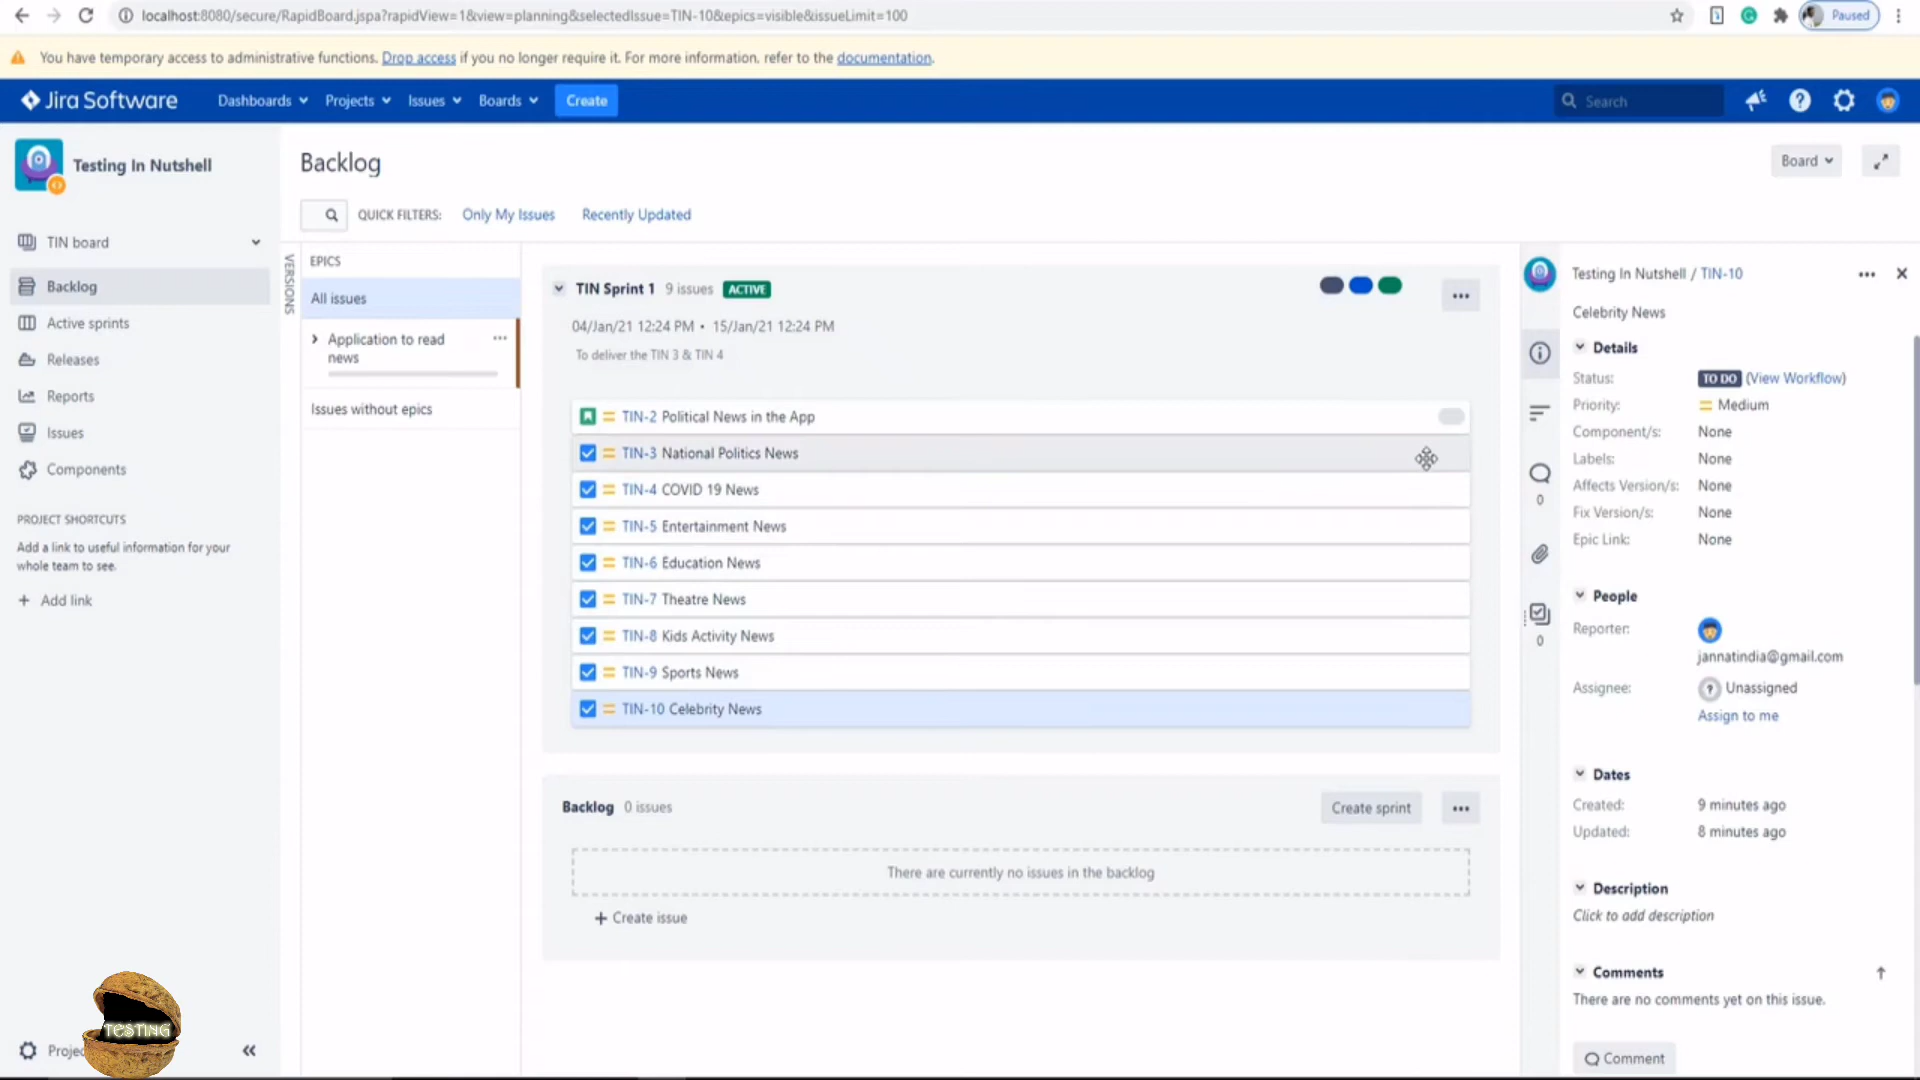 localhost:8080/secure/RapidBoard.jspa?rapidView=1&view=planning&selectedIssue=TIN-10&epics=visible&issueLimit=100
Paused
You have temporary access to administrative functions. Drop access if you no longer require it. For more information, refer to the documentation.
Jira Software
Dashboards
Projects
Issues
Boards
Create
Search
Testing In Nutshell
TIN board
Backlog
Active sprints
Releases
Reports
Issues
Components
PROJECT SHORTCUTS
Add a link to useful information for your
whole team to see.
+ Add link
Projec
TESTING
Backlog
Board
QUICK FILTERS:
Only My Issues
Recently Updated
VERSIONS
EPICS
All issues
Application to read
news
Issues without epics
TIN Sprint 1 9 issues ACTIVE
04/Jan/21 12:24 PM • 15/Jan/21 12:24 PM
To deliver the TIN 3 & TIN 4
TIN-2 Political News in the App
TIN-3 National Politics News
TIN-4 COVID 19 News
TIN-5 Entertainment News
TIN-6 Education News
TIN-7 Theatre News
TIN-8 Kids Activity News
TIN-9 Sports News
TIN-10 Celebrity News
Backlog 0 issues
Create sprint
There are currently no issues in the backlog
+ Create issue
0
0
Testing In Nutshell / TIN-10
Celebrity News
Details
Status: TO DO (View Workflow)
Priority: Medium
Component/s: None
Labels: None
Affects Version/s: None
Fix Version/s: None
Epic Link: None
People
Reporter:
jannatindia@gmail.com
Assignee: Unassigned
Assign to me
Dates
Created: 9 minutes ago
Updated: 8 minutes ago
Description
Click to add description
Comments
There are no comments yet on this issue.
Comment